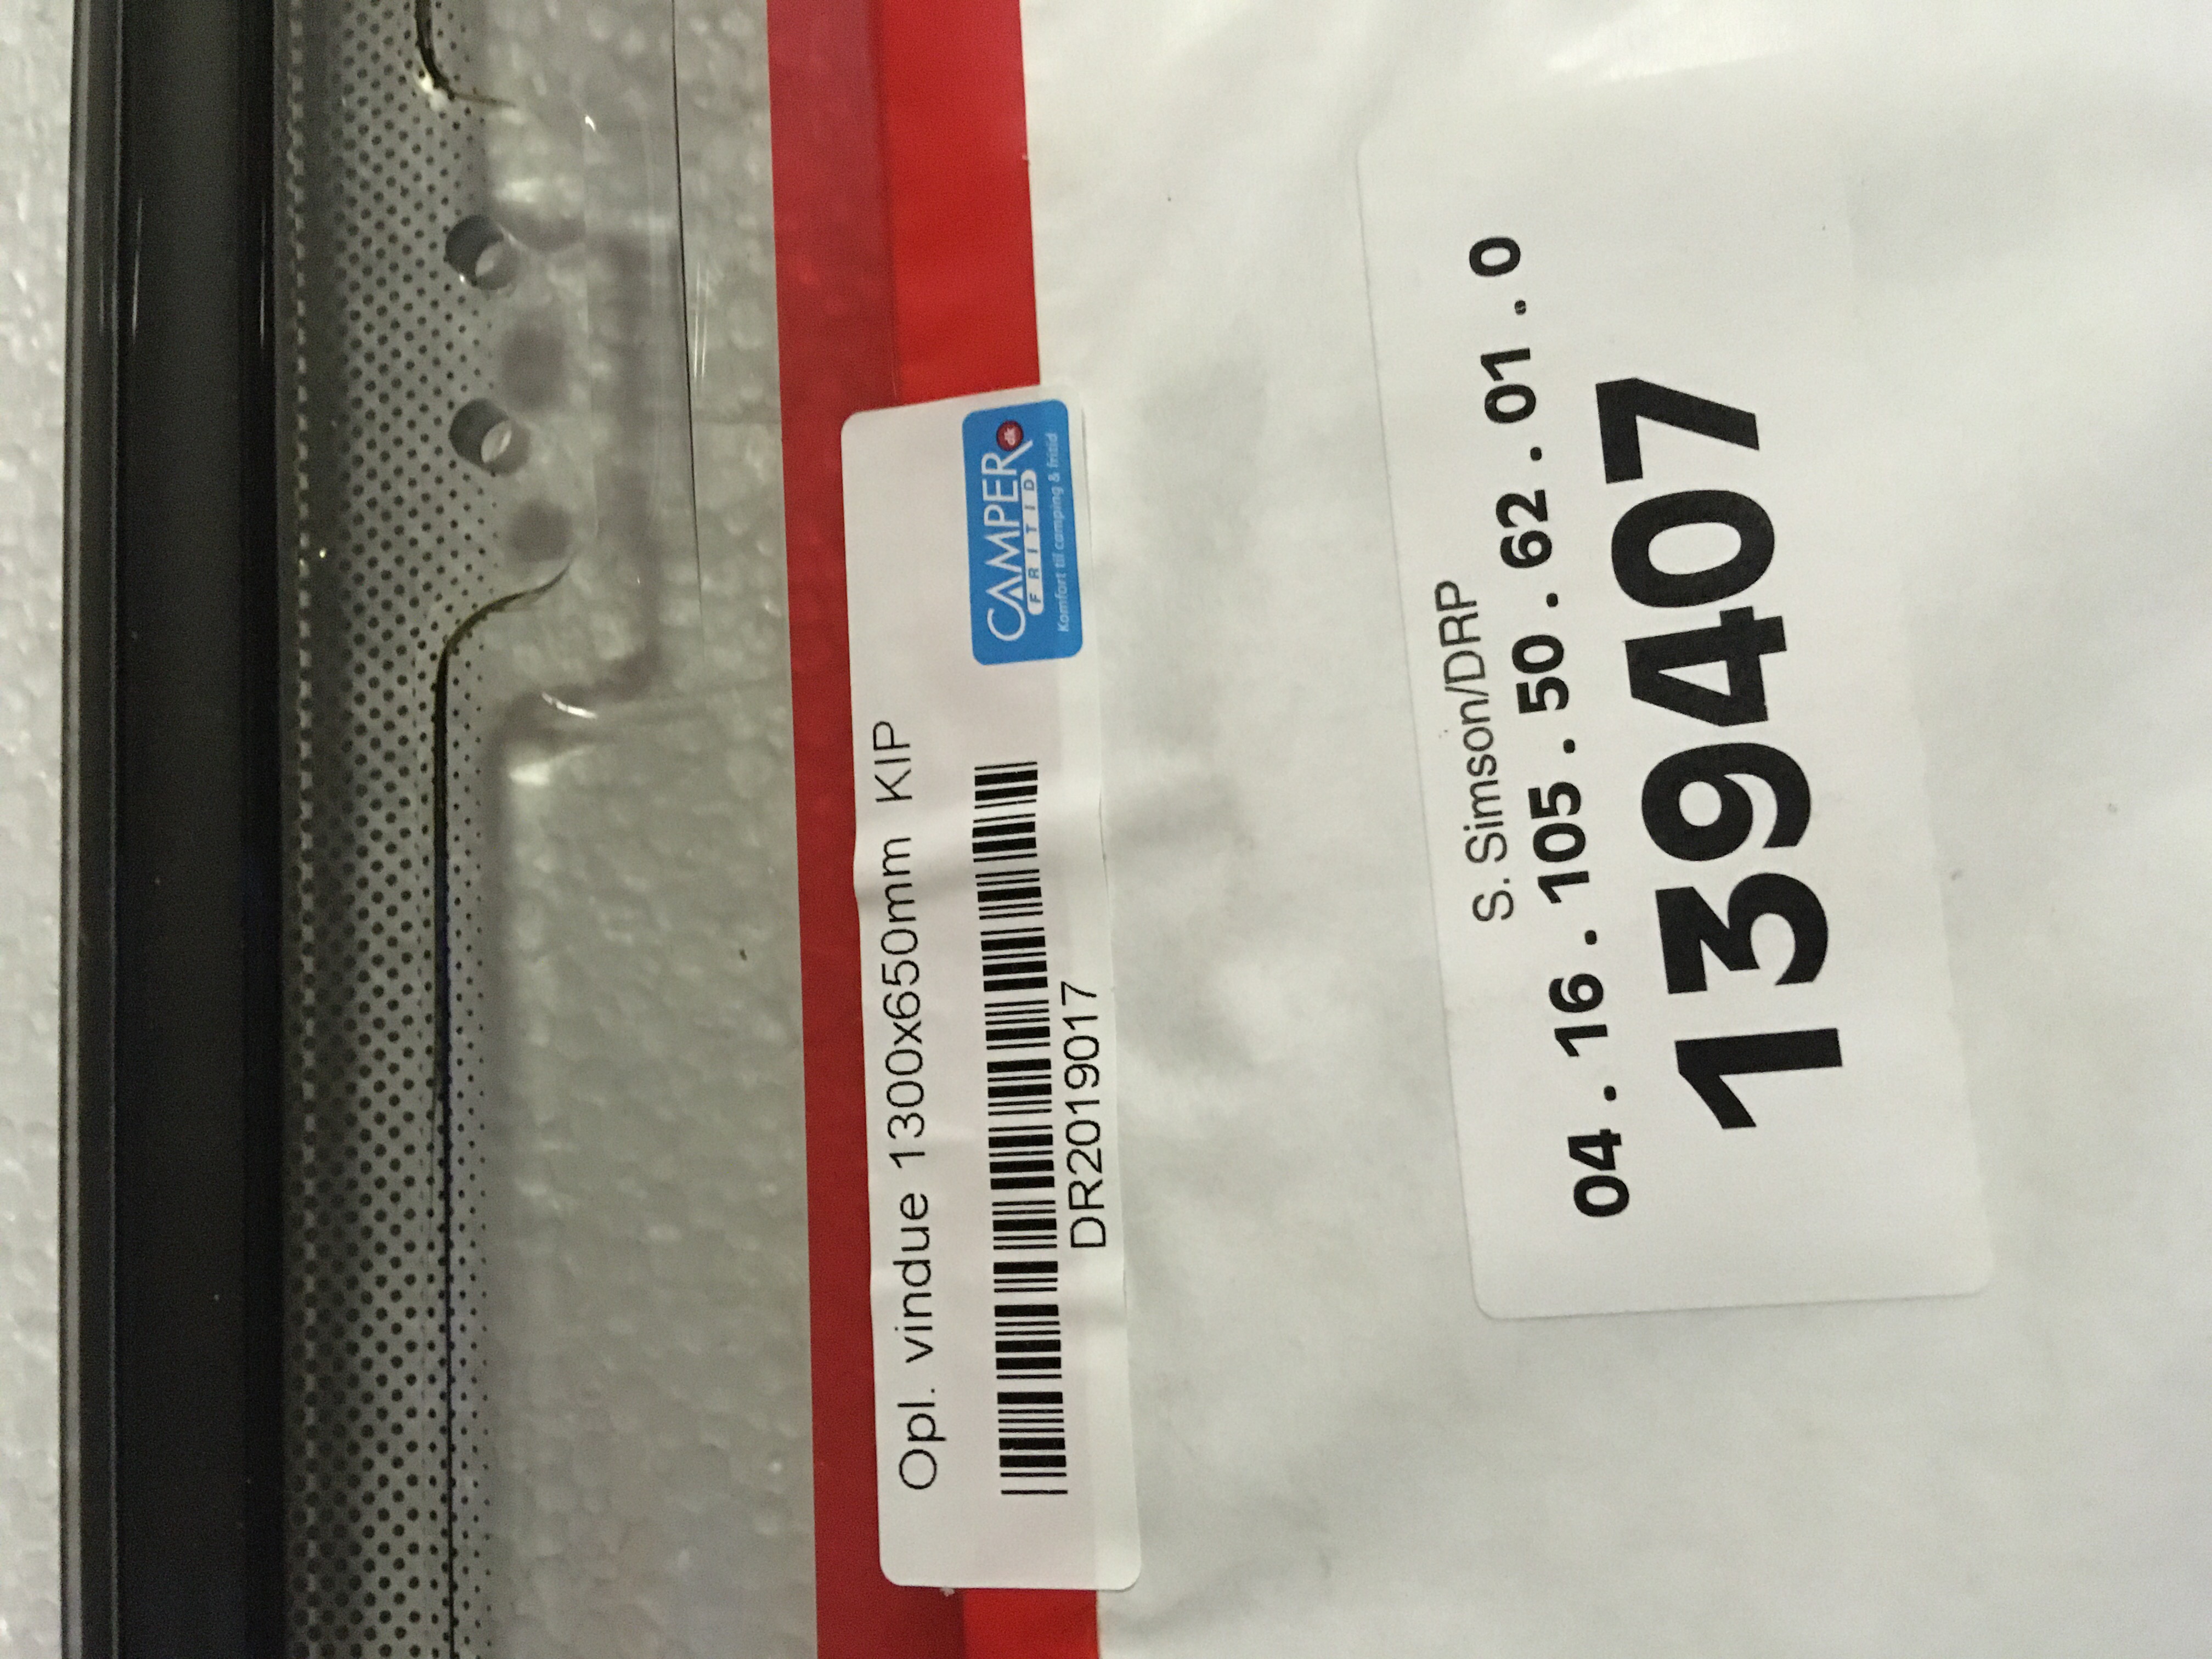 Opl. vindue 1300x650mm KIP
CAMPER.dk
FRITID
Komfort til camping & fritid
DR2019017
S. Simson/DRP
04 . 16 . 105 . 50 . 62 . 01 . 0
139407